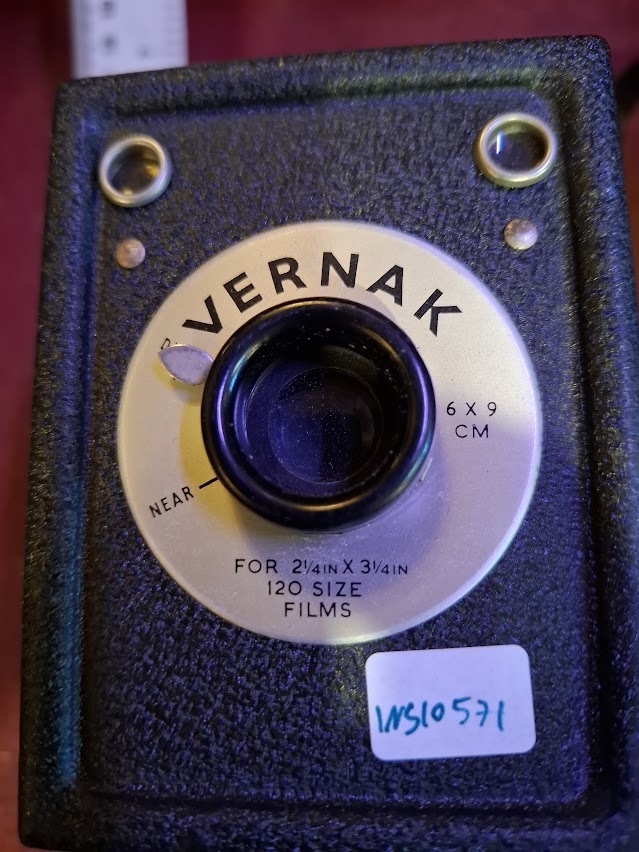 VERNAK
6 X 9
CM
NEAR
FOR 2¼IN X 3¼IN
120 SIZE
FILMS
INS10571